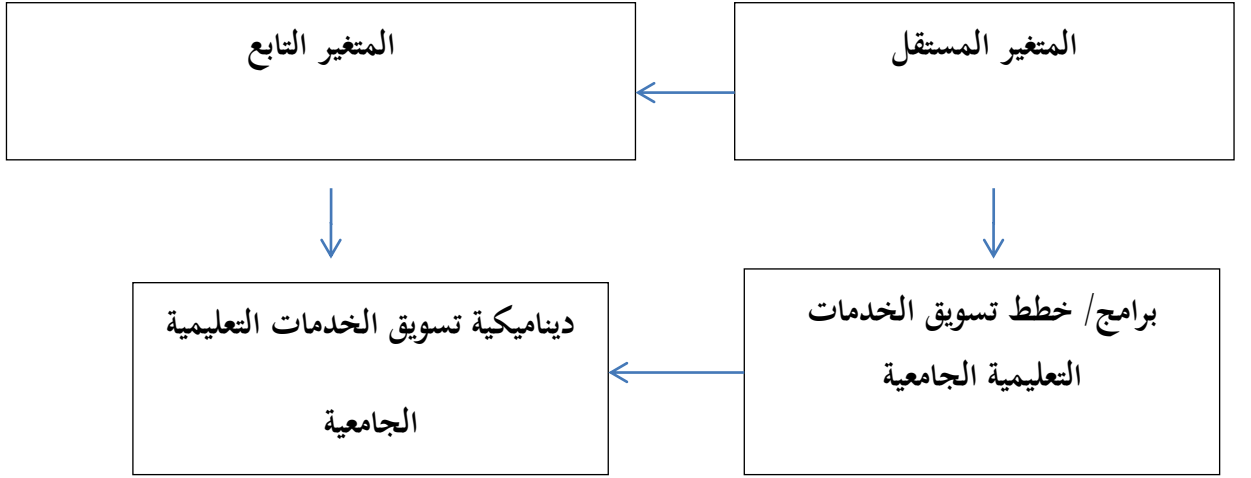 المتغير المستقل
المتغير التابع
برامج/ خطط تسويق الخدمات
التعليمية الجامعية
ديناميكية تسويق الخدمات التعليمية
الجامعية